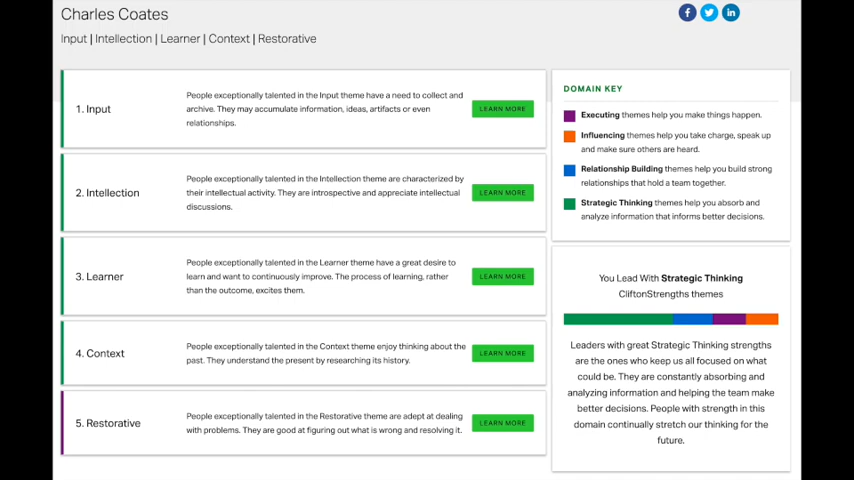 Charles Coates
Input | Intellection | Learner | Context | Restorative
1. Input
People exceptionally talented in the Input theme have a need to collect and
archive. They may accumulate information, ideas, artifacts or even
relationships.
LEARN MORE
2. Intellection
People exceptionally talented in the Intellection theme are characterized by
their intellectual activity. They are introspective and appreciate intellectual
discussions.
LEARN MORE
3. Learner
People exceptionally talented in the Learner theme have a great desire to
learn and want to continuously improve. The process of learning, rather
than the outcome, excites them.
LEARN MORE
4. Context
People exceptionally talented in the Context theme enjoy thinking about the
past. They understand the present by researching its history.
LEARN MORE
5. Restorative
People exceptionally talented in the Restorative theme are adept at dealing
with problems. They are good at figuring out what is wrong and resolving it.
LEARN MORE
DOMAIN KEY
Executing themes help you make things happen.
Influencing themes help you take charge, speak up
and make sure others are heard.
Relationship Building themes help you build strong
relationships that hold a team together.
Strategic Thinking themes help you absorb and
analyze information that informs better decisions.
You Lead With Strategic Thinking
CliftonStrengths themes
Leaders with great Strategic Thinking strengths
are the ones who keep us all focused on what
could be. They are constantly absorbing and
analyzing information and helping the team make
better decisions. People with strength in this
domain continually stretch our thinking for the
future.